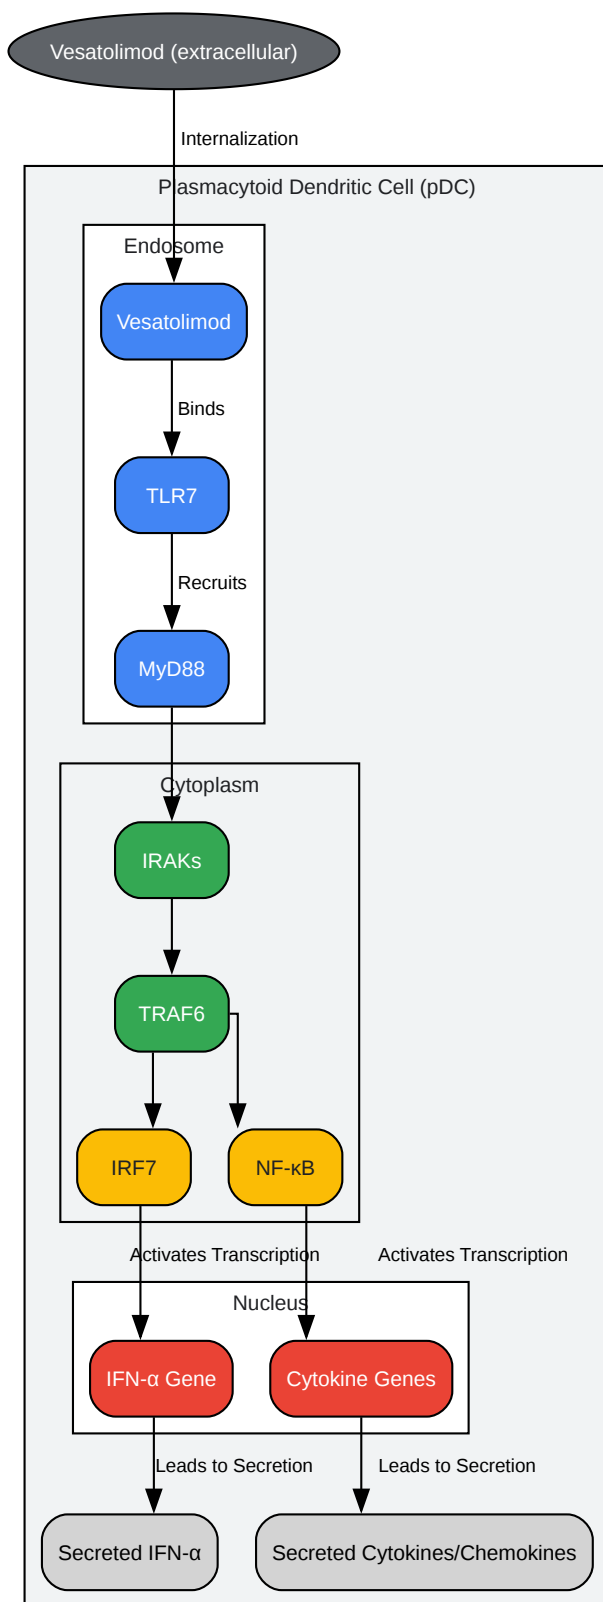 Vesatolimod (extracellular)
Internalization
Plasmacytoid Dendritic Cell (pDC)
Endosome
Vesatolimod
Binds
TLR7
Recruits
MyD88
Cytoplasm
IRAKs
TRAF6
IRF7
NF-κB
Activates Transcription
Activates Transcription
Nucleus
IFN-α Gene
Cytokine Genes
Leads to Secretion
Leads to Secretion
Secreted IFN-α
Secreted Cytokines/Chemokines